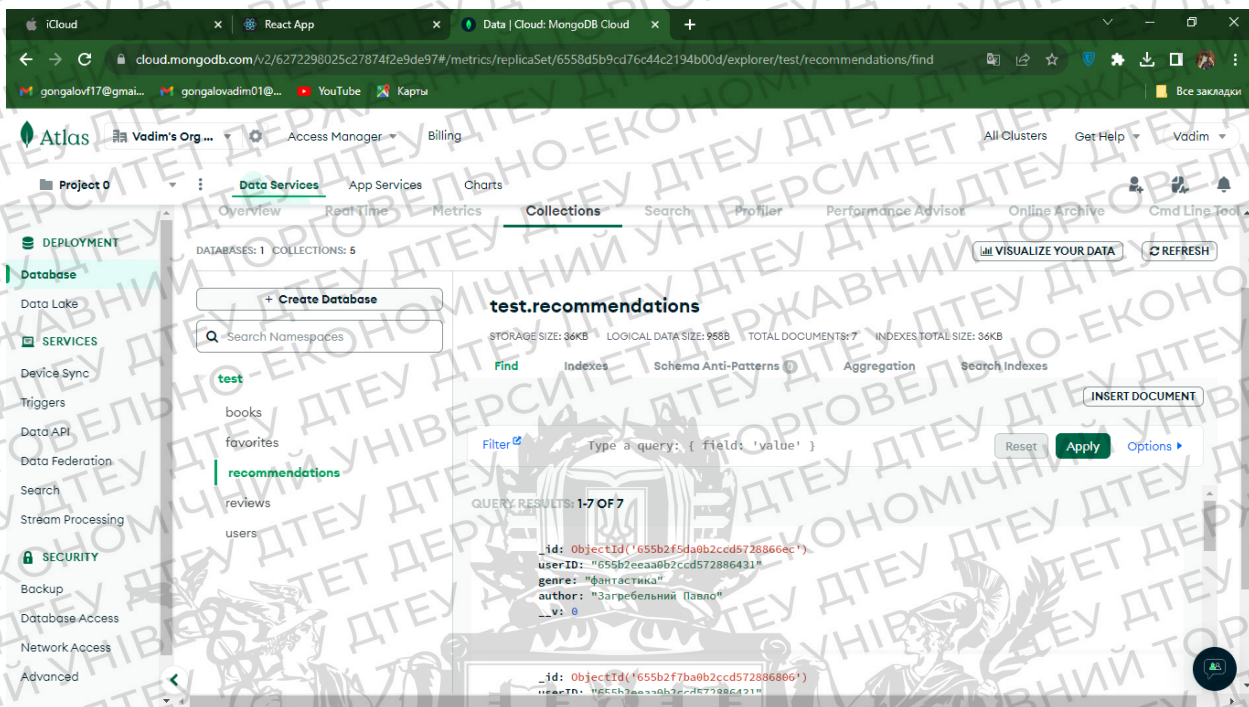 iCloud React App Data | Cloud: MongoDB Cloud
cloud.mongodb.com/v2/6272298025c27874f2e9de97#/metrics/replicaSet/6558d5b9cd76c44c2194b00d/explorer/test/recommendations/find
gongalovf17@gmai... gongalovadim01@... YouTube Карты Все закладки
Atlas Vadim's Org ... Access Manager Billing All Clusters Get Help Vadim
Project 0 Data Services App Services Charts
Overview Real Time Metrics Collections Search Profiler Performance Advisor Online Archive Cmd Line Tool
DEPLOYMENT
Database
Data Lake
SERVICES
Device Sync
Triggers
Data API
Data Federation
Search
Stream Processing
SECURITY
Backup
Database Access
Network Access
Advanced
DATABASES: 1 COLLECTIONS: 5
VISUALIZE YOUR DATA REFRESH
+ Create Database
Search Namespaces
test
books
favorites
recommendations
reviews
users
test.recommendations
STORAGE SIZE: 36KB LOGICAL DATA SIZE: 958B TOTAL DOCUMENTS: 7 INDEXES TOTAL SIZE: 36KB
Find Indexes Schema Anti-Patterns 0 Aggregation Search Indexes
INSERT DOCUMENT
Filter Type a query: { field: 'value' } Reset Apply Options
QUERY RESULTS: 1-7 OF 7
_id: ObjectId('655b2f5da0b2ccd5728866ec')
userID: "655b2eeaa0b2ccd572886431"
genre: "фантастика"
author: "Загребельний Павло"
__v: 0
_id: ObjectId('655b2f7ba0b2ccd572886806')
userID: "655b2eeaa0b2ccd572886431"